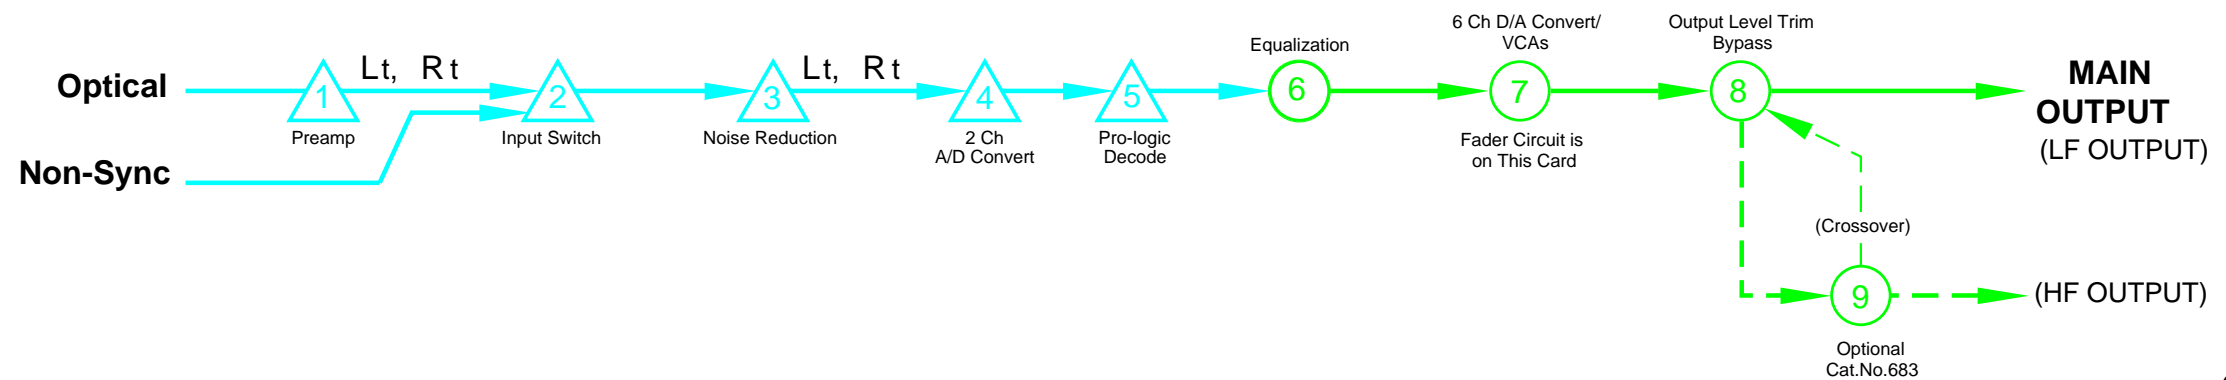 Optical
Non-Sync
1
Preamp
Lt, Rt
2
Input Switch
3
Noise Reduction
Lt, Rt
4
2 Ch
A/D Convert
5
Pro-logic
Decode
Equalization
6
6 Ch D/A Convert/
VCAs
7
Fader Circuit is
on This Card
Output Level Trim
Bypass
8
MAIN
OUTPUT
(LF OUTPUT)
(Crossover)
9
Optional
Cat.No.683
(HF OUTPUT)